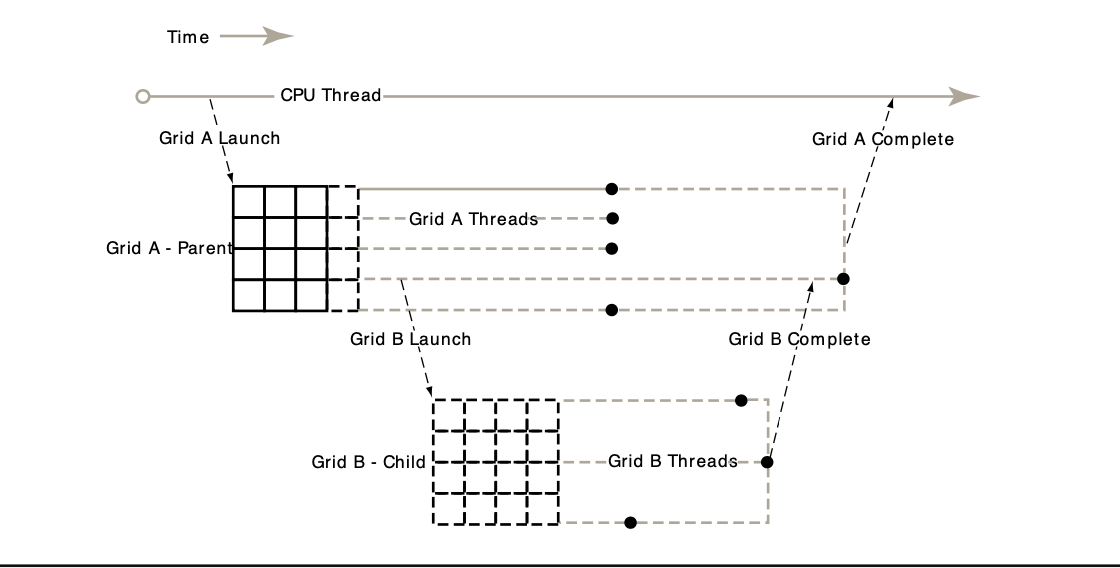 Time
CPU Thread
Grid A Launch
Grid A Complete
Grid A Threads
Grid A - Parent
Grid B Launch
Grid B Complete
Grid B - Child
Grid B Threads